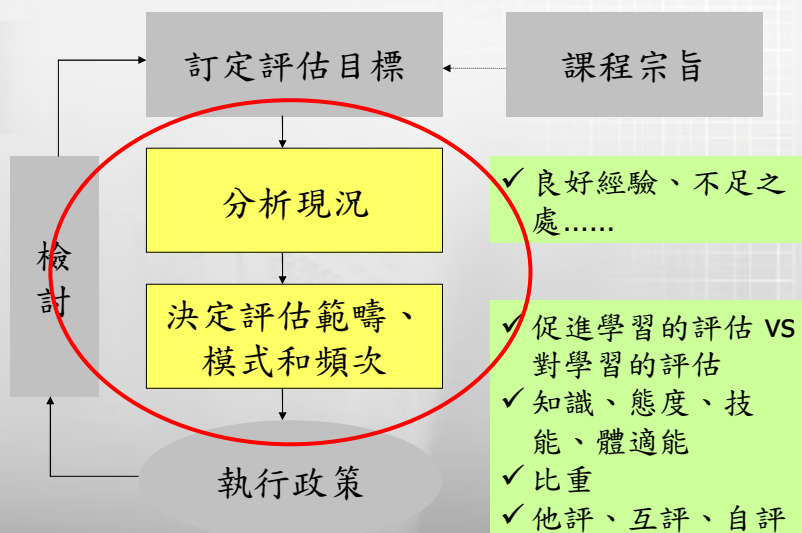 訂定評估目標
課程宗旨
分析現況
✓良好經驗、不足之
處......
檢
討
決定評估範疇、
模式和頻次
✓促進學習的評估 vs
對學習的評估
✓知識、態度、技
能、體適能
✓比重
✓他評、互評、自評
執行政策